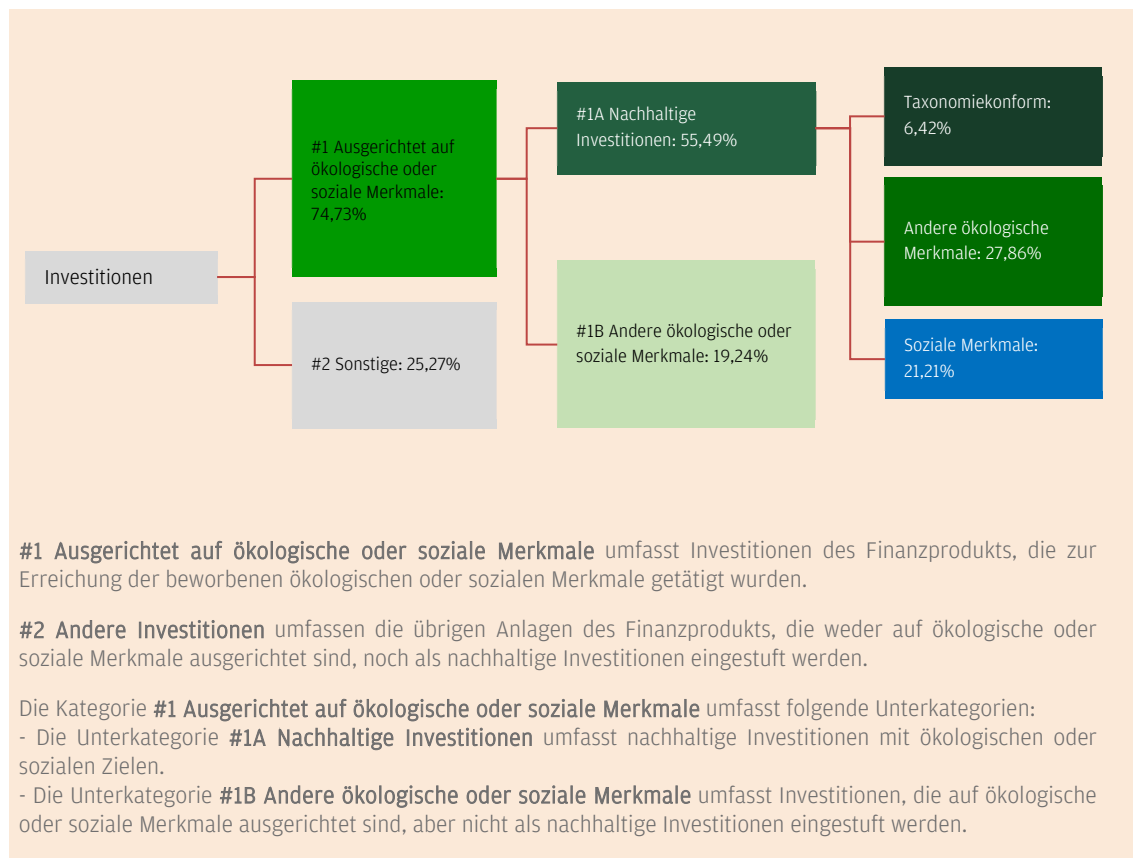 Investitionen
#1 Ausgerichtet auf
ökologische oder
soziale Merkmale:
74,73%
#2 Sonstige: 25,27%
#1A Nachhaltige
Investitionen: 55,49%
#1B Andere ökologische oder
soziale Merkmale: 19,24%
Taxonomiekonform:
6,42%
Andere ökologische
Merkmale: 27,86%
Soziale Merkmale:
21,21%
#1 Ausgerichtet auf ökologische oder soziale Merkmale umfasst Investitionen des Finanzprodukts, die zur
Erreichung der beworbenen ökologischen oder sozialen Merkmale getätigt wurden.
#2 Andere Investitionen umfassen die übrigen Anlagen des Finanzprodukts, die weder auf ökologische oder
soziale Merkmale ausgerichtet sind, noch als nachhaltige Investitionen eingestuft werden.
Die Kategorie #1 Ausgerichtet auf ökologische oder soziale Merkmale umfasst folgende Unterkategorien:
- Die Unterkategorie #1A Nachhaltige Investitionen umfasst nachhaltige Investitionen mit ökologischen oder
sozialen Zielen.
- Die Unterkategorie #1B Andere ökologische oder soziale Merkmale umfasst Investitionen, die auf ökologische
oder soziale Merkmale ausgerichtet sind, aber nicht als nachhaltige Investitionen eingestuft werden.